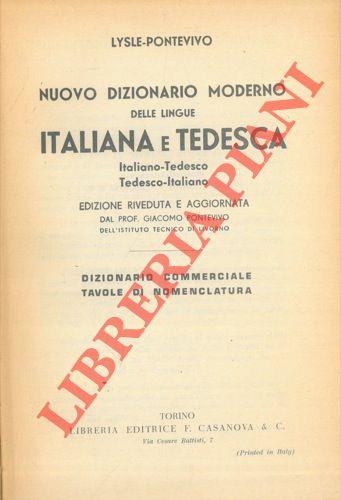 LYSLE-PONTEVIVO
NUOVO DIZIONARIO MODERNO
DELLE LINGUE
ITALIANA E TEDESCA
Italiano-Tedesco
Tedesco-Italiano
EDIZIONE RIVEDUTA E AGGIORNATA
DAL PROF. GIACOMO PONTEVIVO
DELL'ISTITUTO TECNICO DI LIVORNO
DIZIONARIO COMMERCIALE
TAVOLE DI NOMENCLATURA
TORINO
LIBRERIA EDITRICE F. CASANOVA & C.
Via Cesare Battisti, 7
(Printed in Italy)
LIBRERIA PIANI